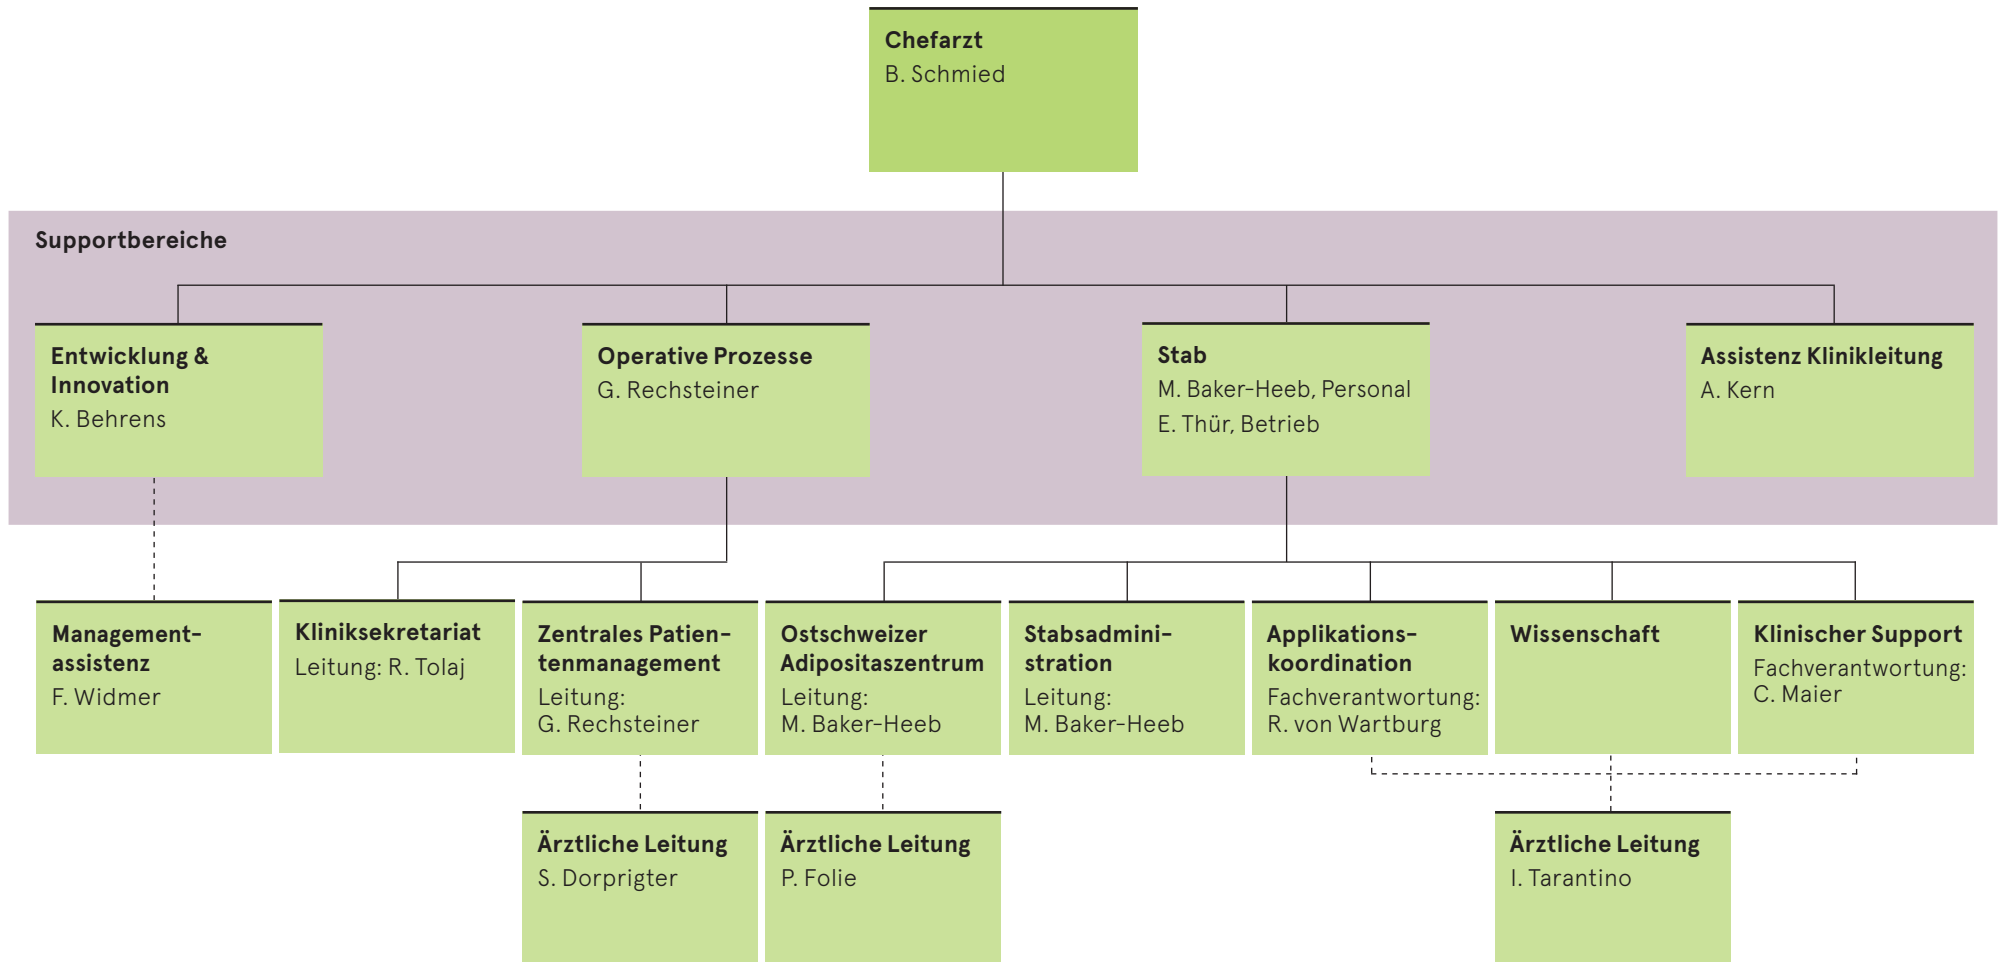 Chefarzt
B. Schmied
Supportbereiche
Entwicklung &
Innovation
K. Behrens
Operative Prozesse
G. Rechsteiner
Stab
M. Baker-Heeb, Personal
E. Thür, Betrieb
Assistenz Klinikleitung
A. Kern
Management-
assistenz
F. Widmer
Kliniksekretariat
Leitung: R. Tolaj
Zentrales Patien-
tenmanagement
Leitung:
G. Rechsteiner
Ostschweizer
Adipositaszentrum
Leitung:
M. Baker-Heeb
Stabsadmini-
stration
Leitung:
M. Baker-Heeb
Applikations-
koordination
Fachverantwortung:
R. von Wartburg
Wissenschaft
Klinischer Support
Fachverantwortung:
C. Maier
Ärztliche Leitung
S. Dorprigter
Ärztliche Leitung
P. Folie
Ärztliche Leitung
I. Tarantino